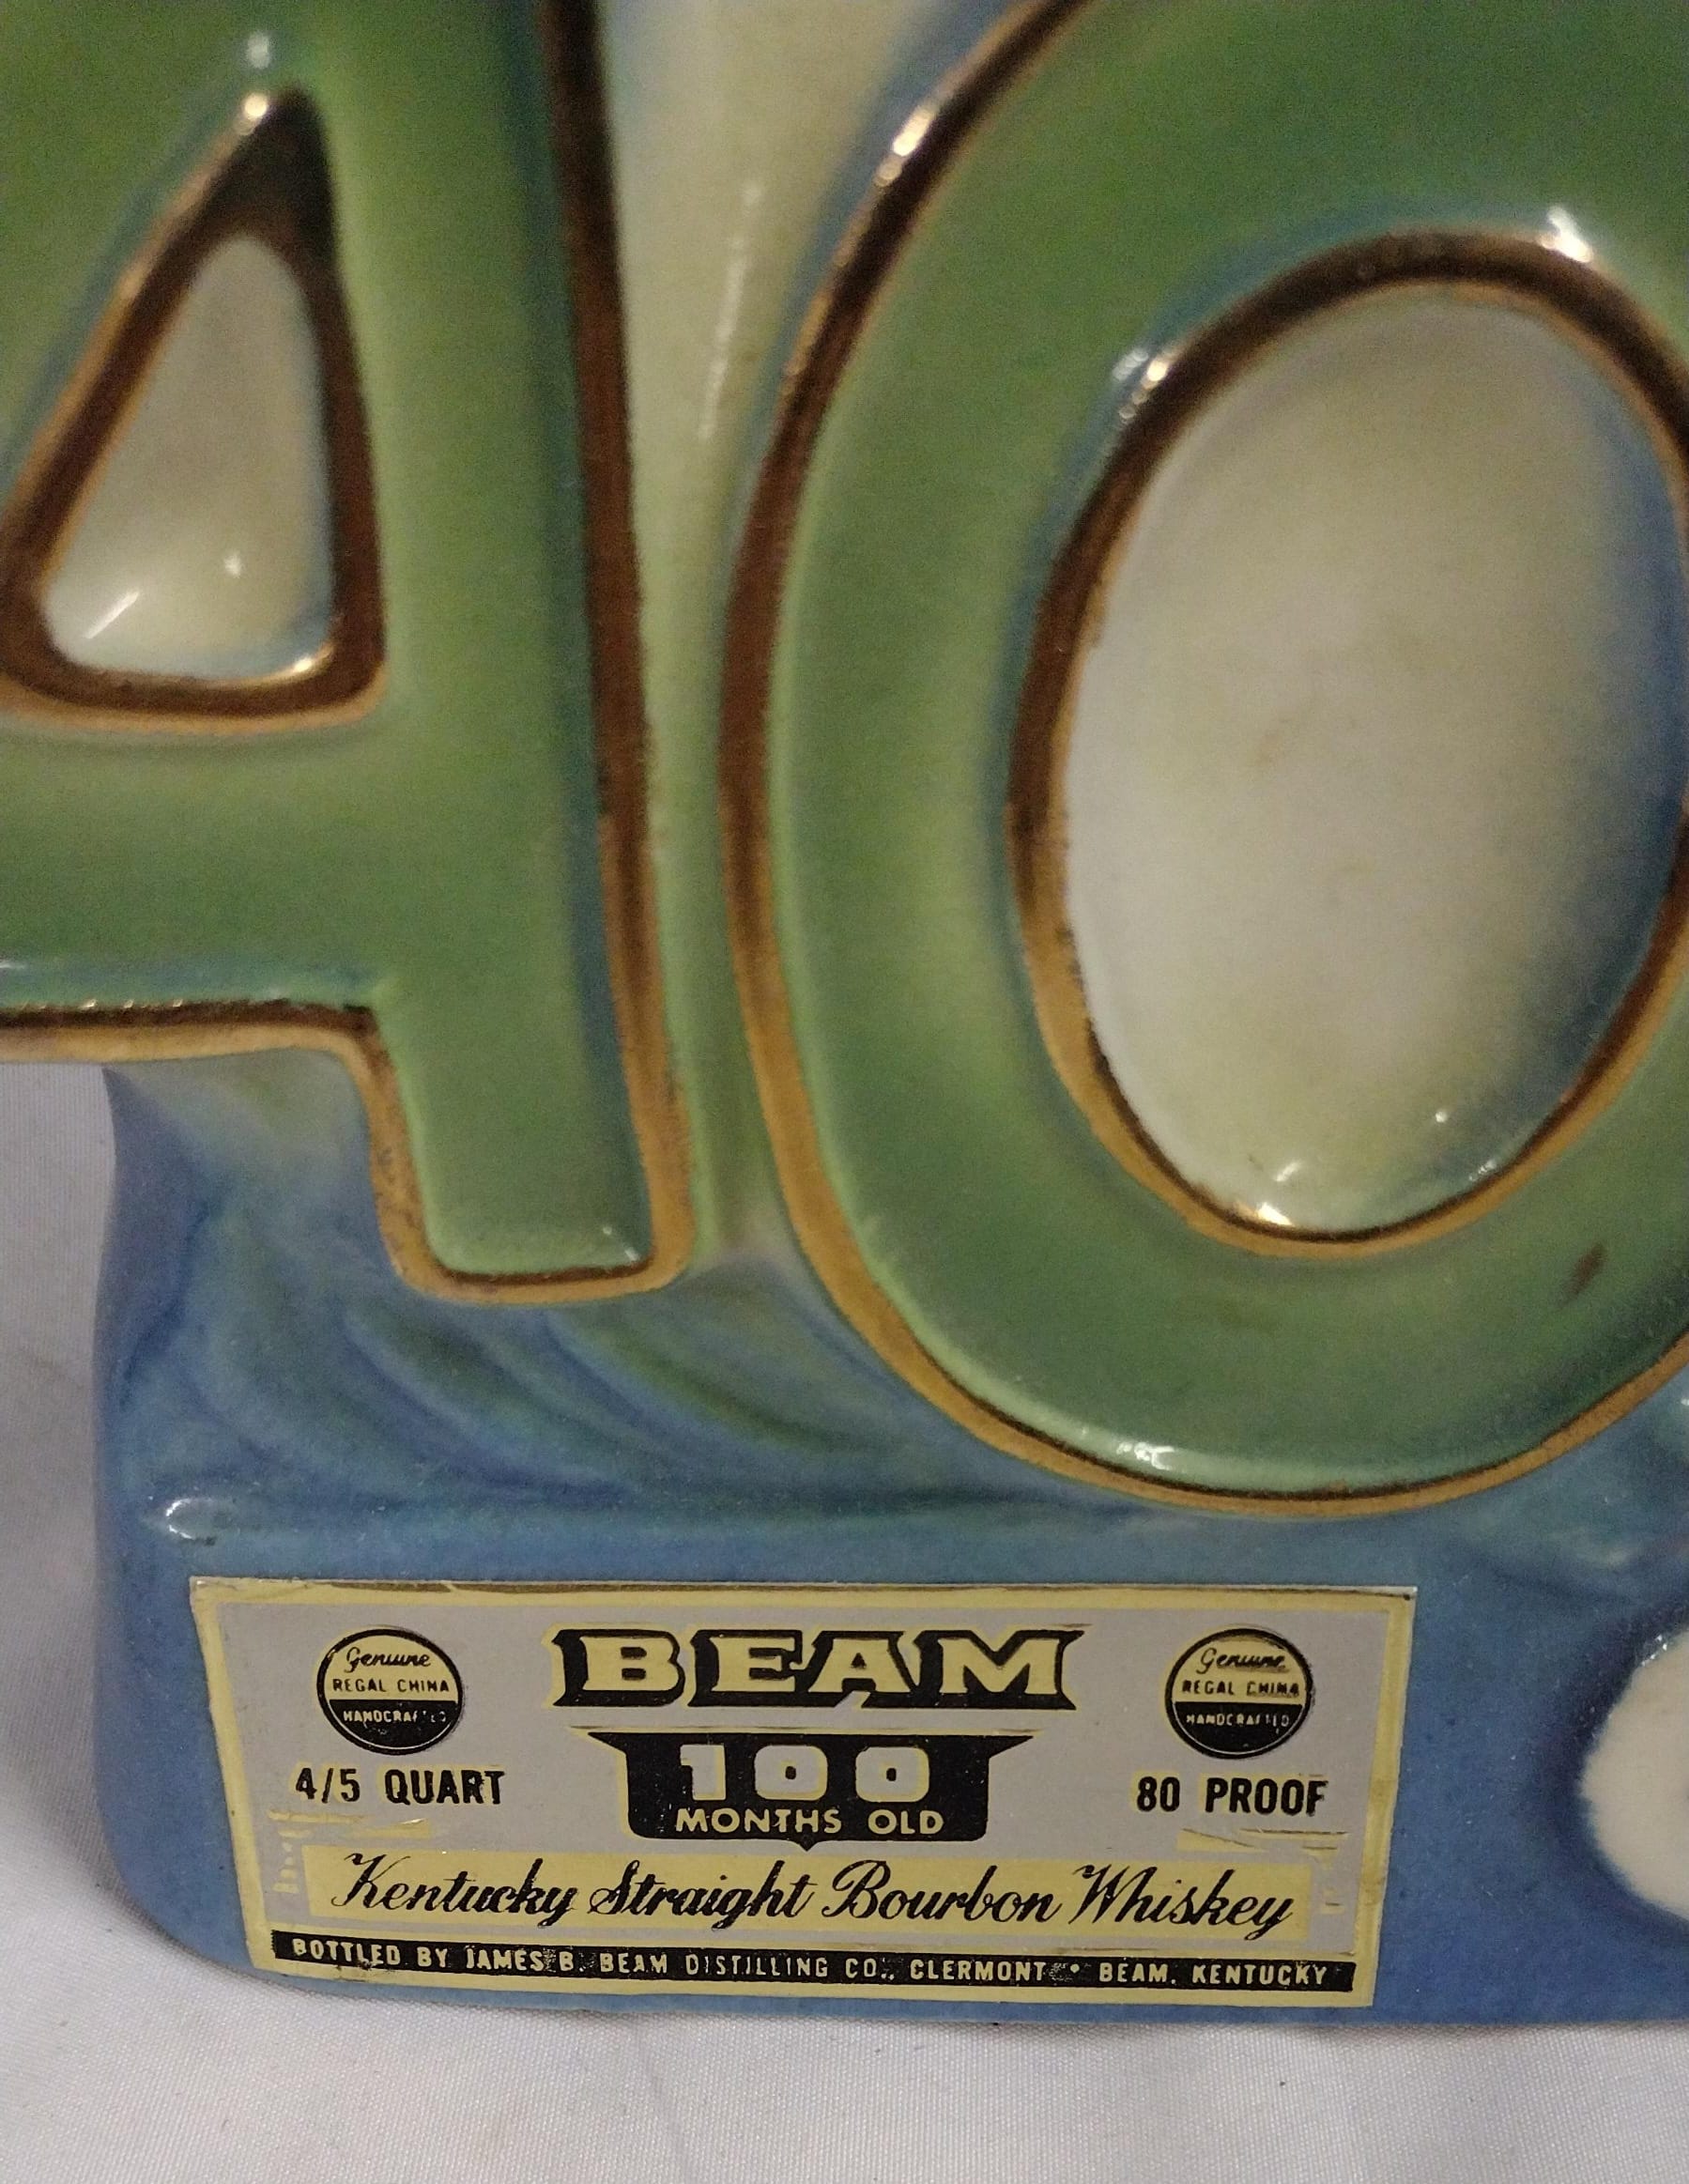 40
BEAM
Genuine
REGAL CHINA
HANDCRAFTED
Genuine
REGAL CHINA
HANDCRAFTED
4/5 QUART
100
MONTHS OLD
80 PROOF
Kentucky Straight Bourbon Whiskey
BOTTLED BY JAMES B. BEAM DISTILLING CO., CLERMONT • BEAM, KENTUCKY